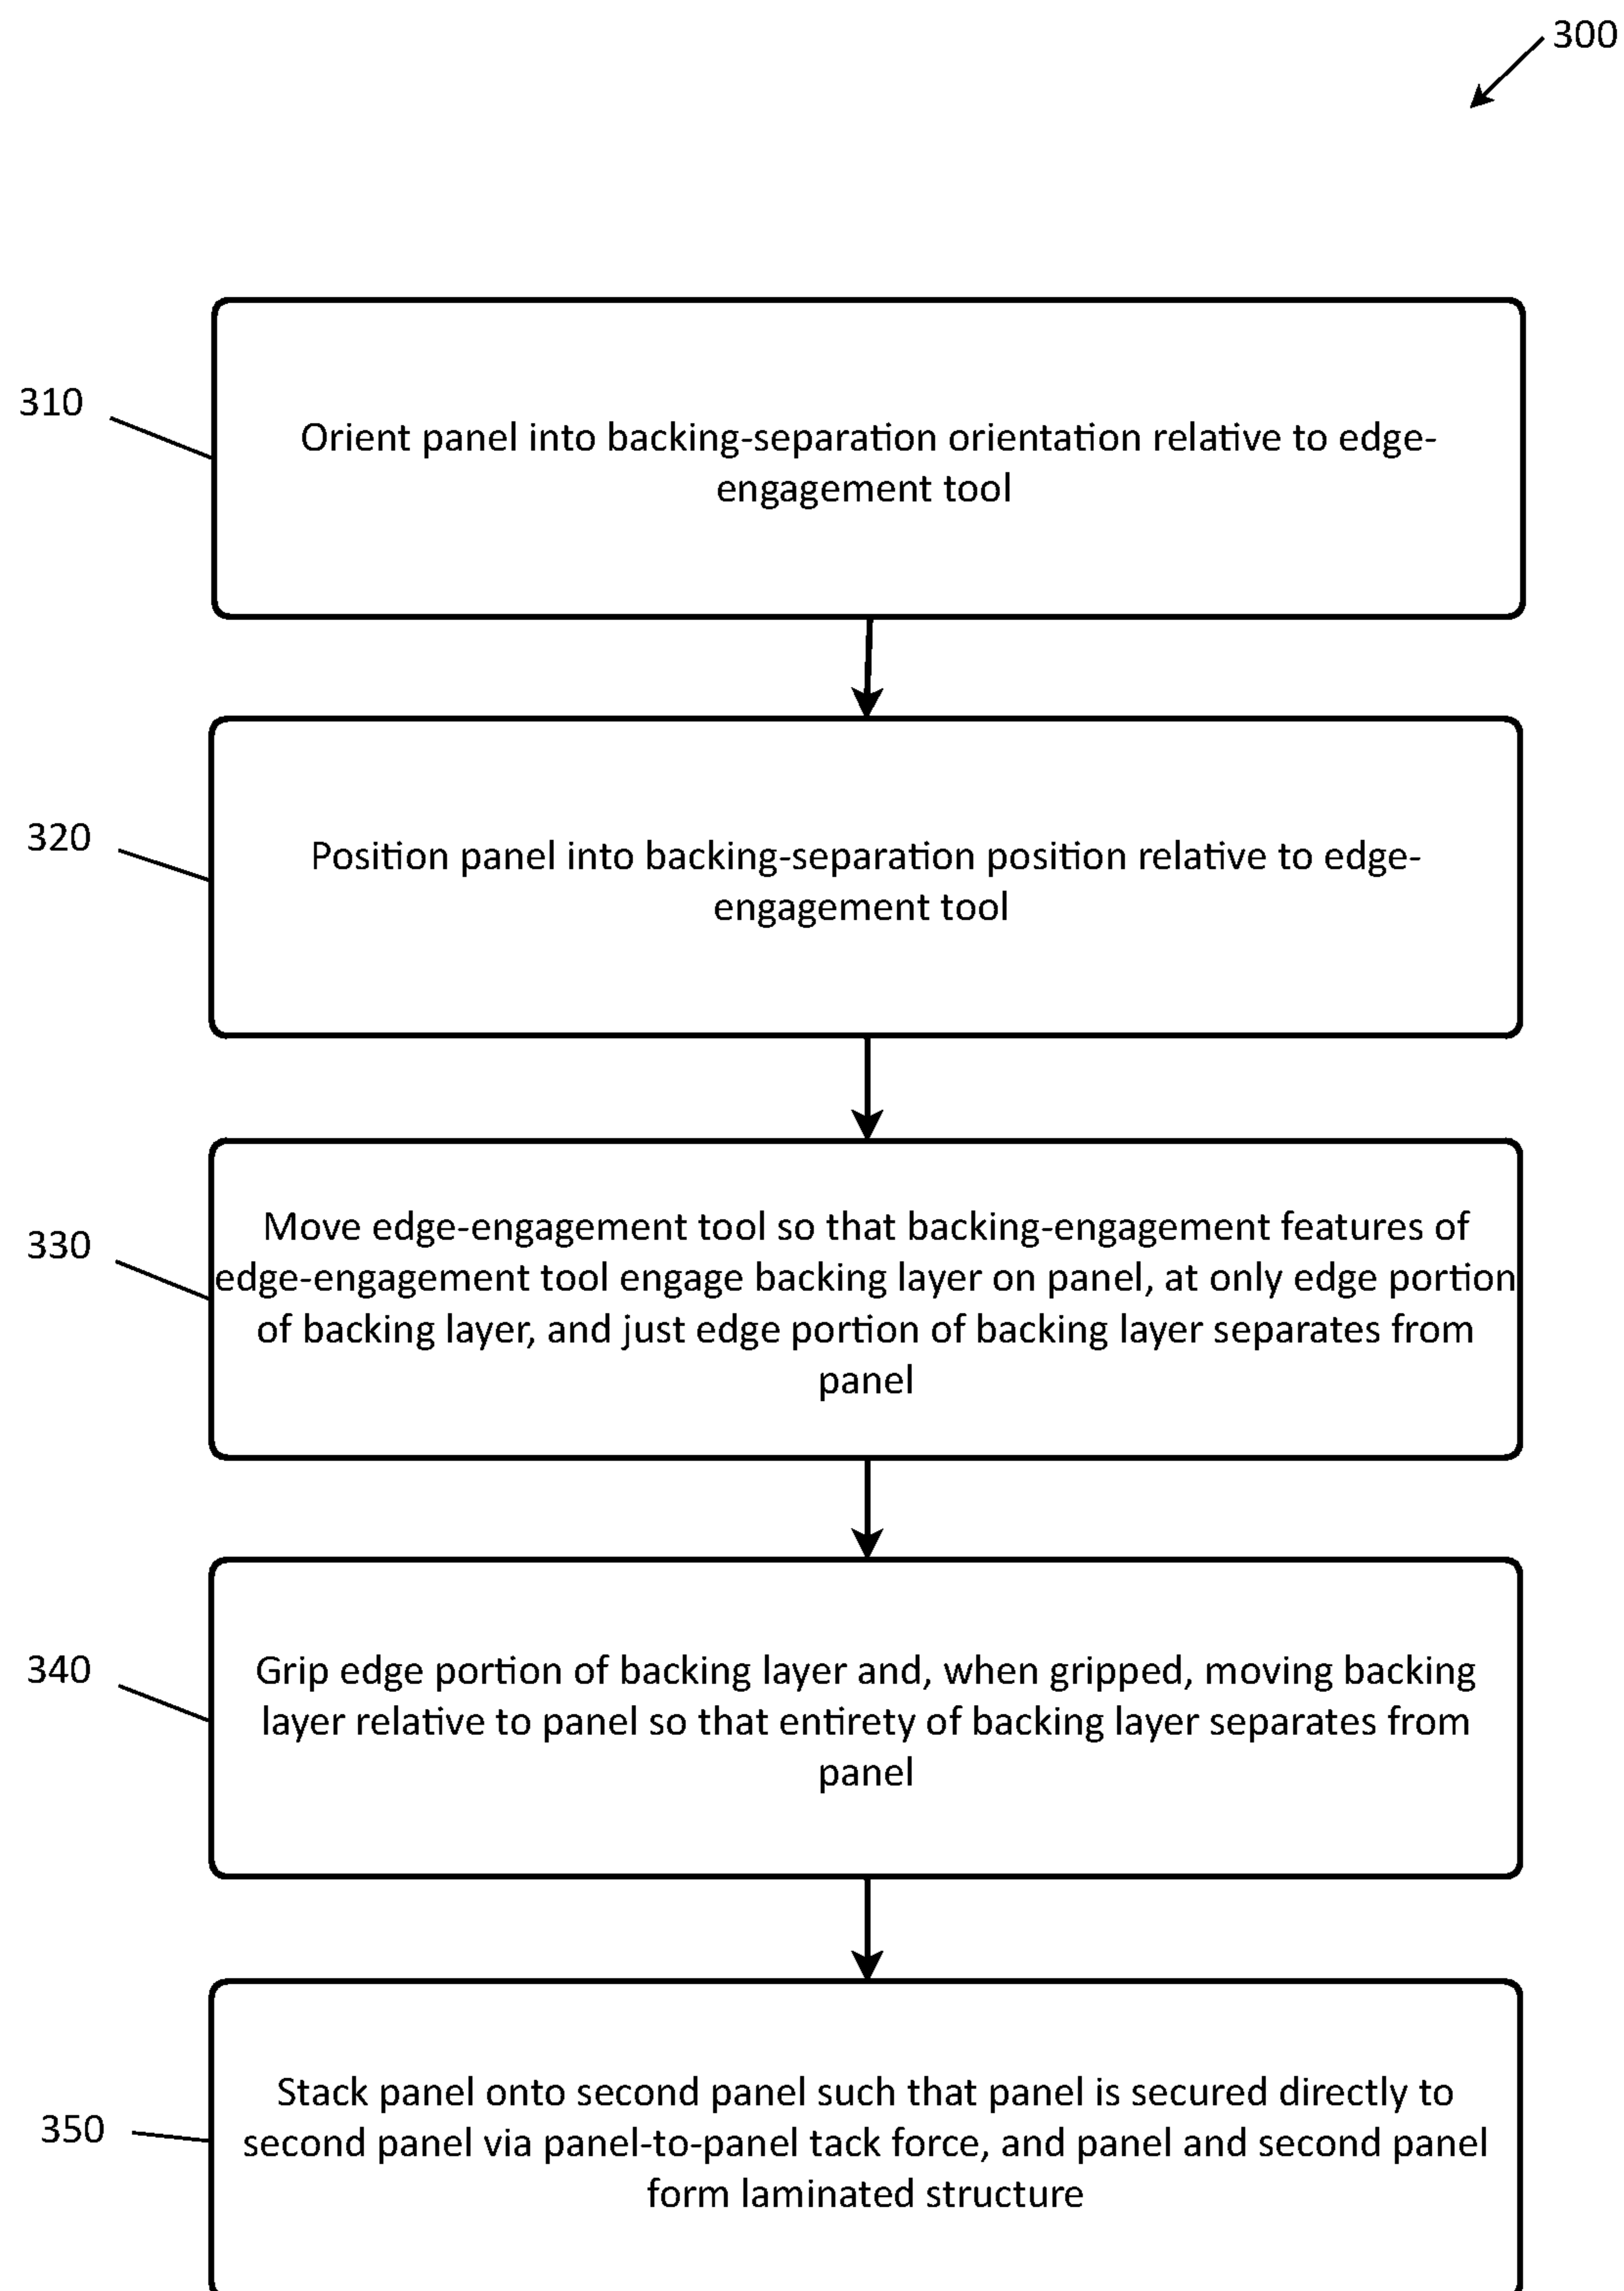 300
310
Orient panel into backing-separation orientation relative to edge-
engagement tool
320
Position panel into backing-separation position relative to edge-
engagement tool
330
Move edge-engagement tool so that backing-engagement features of
edge-engagement tool engage backing layer on panel, at only edge portion
of backing layer, and just edge portion of backing layer separates from
panel
340
Grip edge portion of backing layer and, when gripped, moving backing
layer relative to panel so that entirety of backing layer separates from
panel
350
Stack panel onto second panel such that panel is secured directly to
second panel via panel-to-panel tack force, and panel and second panel
form laminated structure